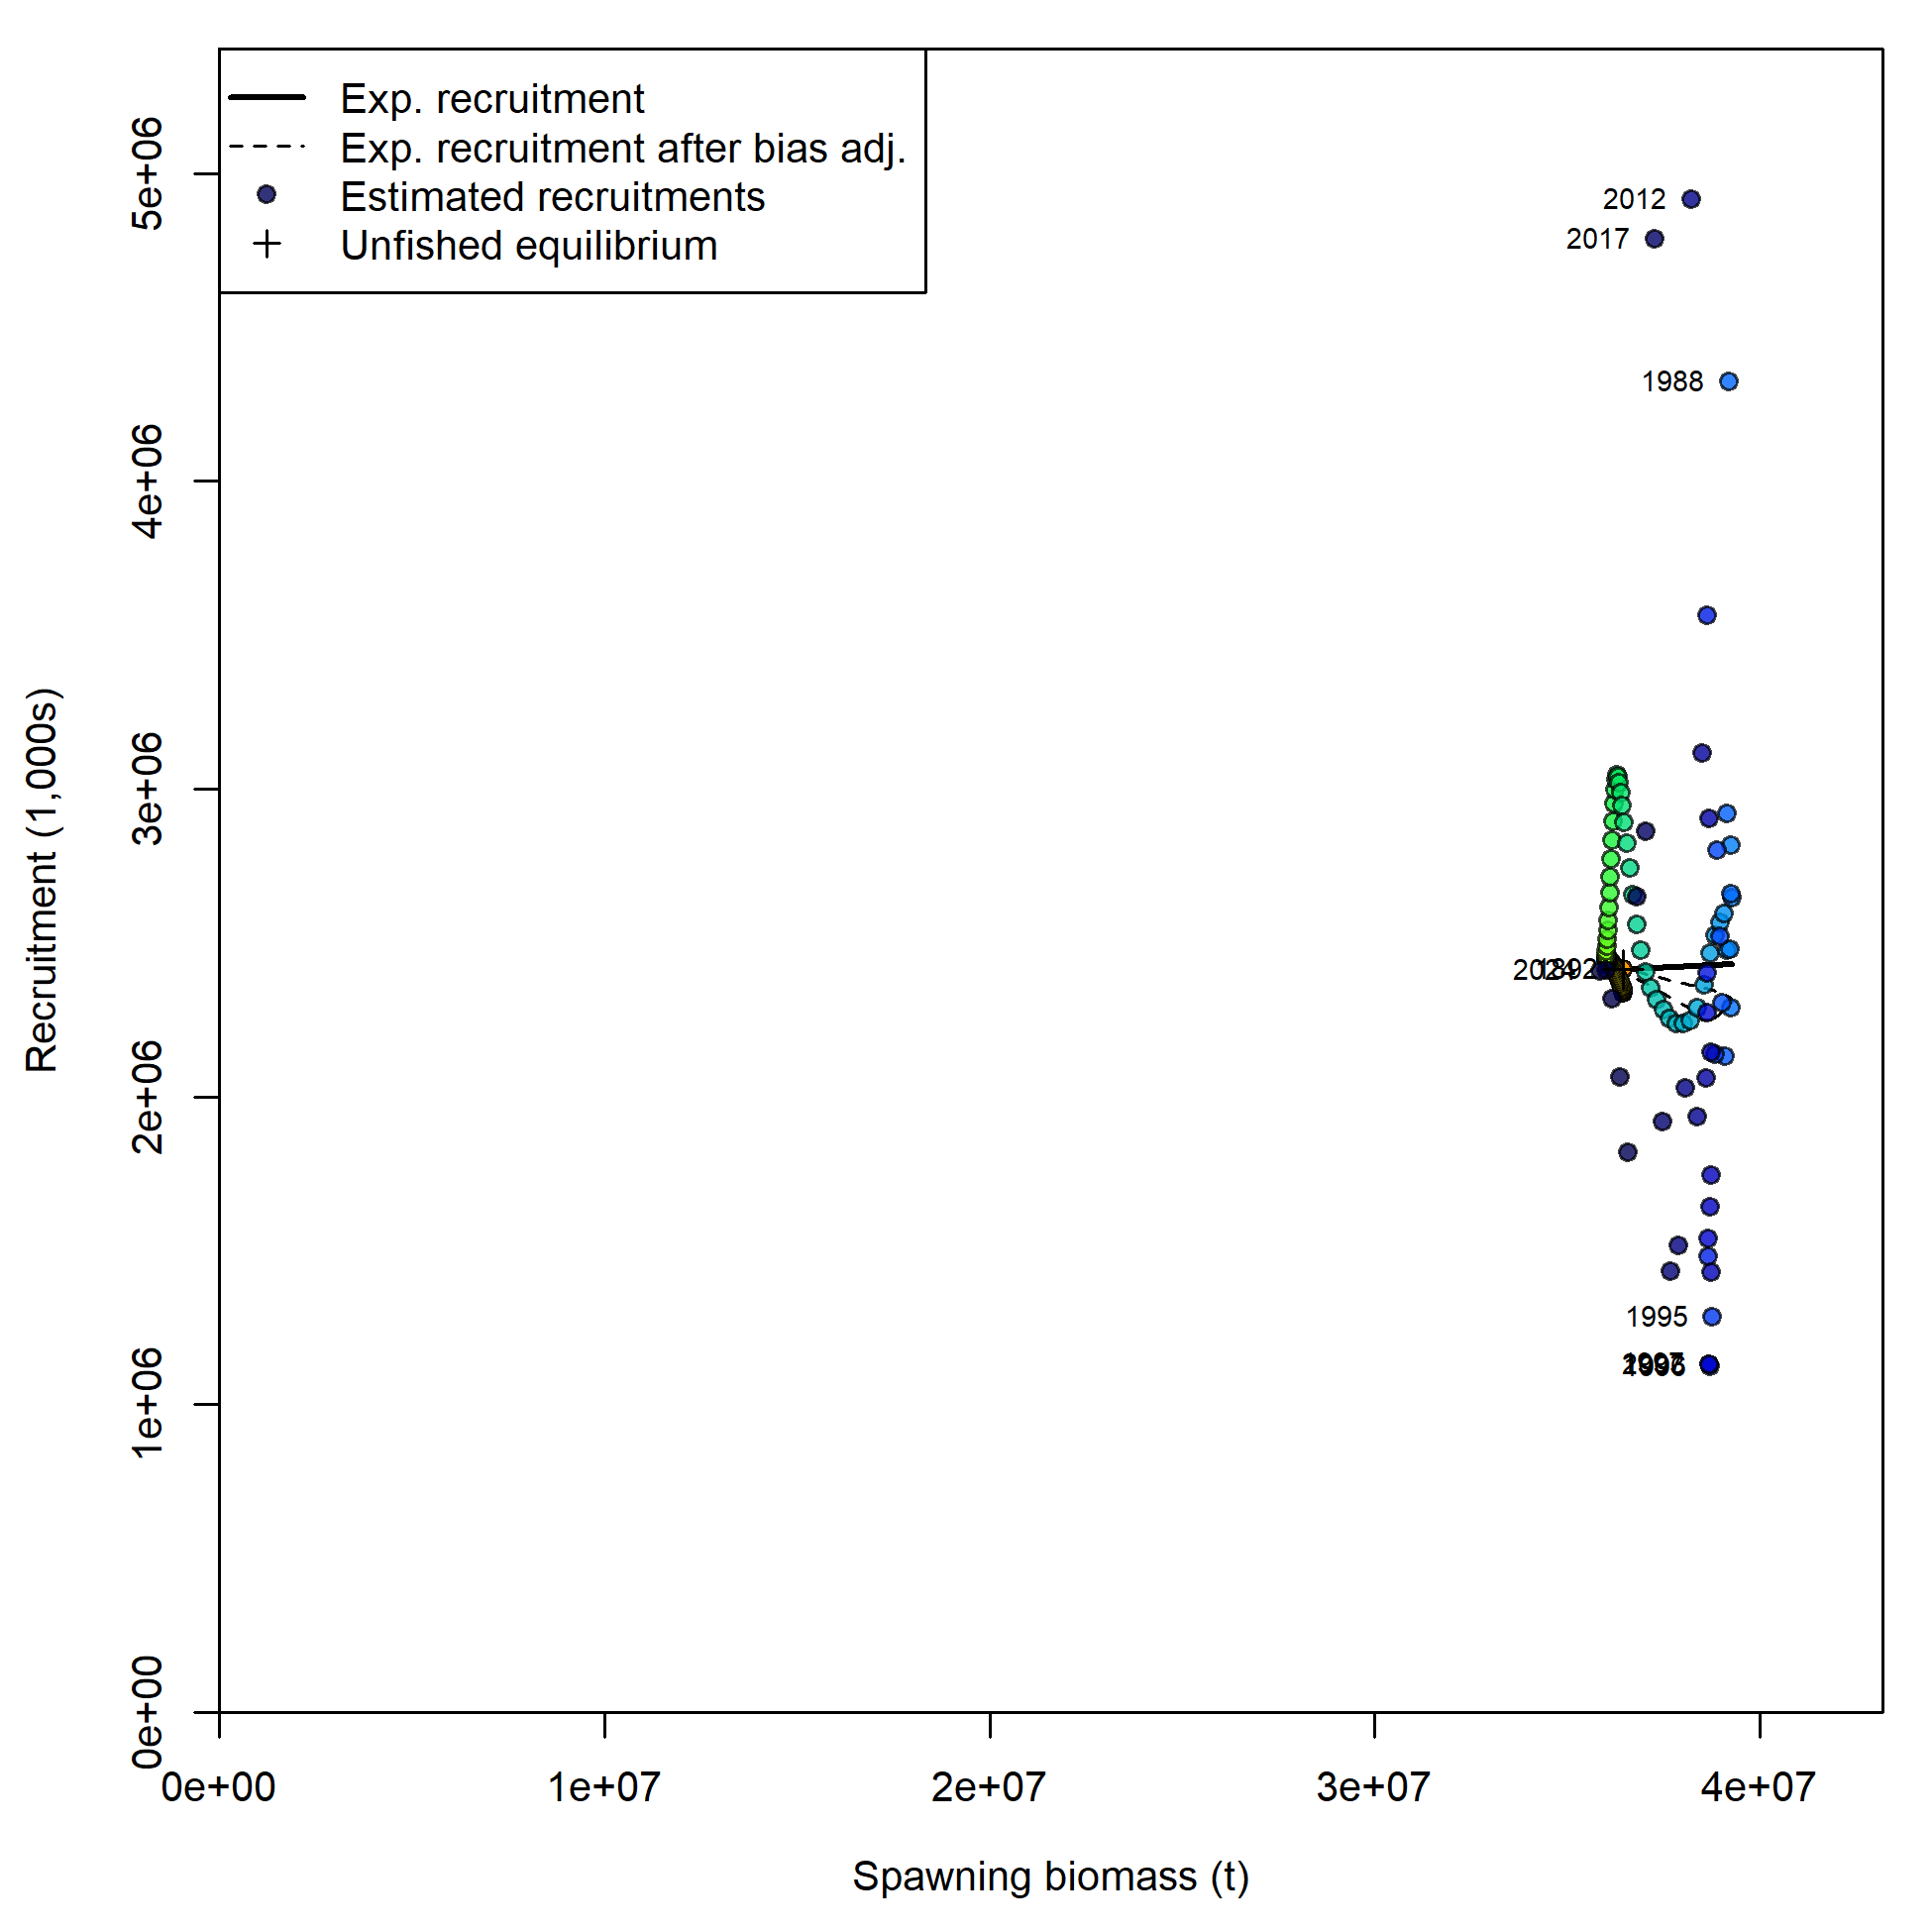 Exp. recruitment
Exp. recruitment after bias adj.
Estimated recruitments
Unfished equilibrium
5e+06
4e+06
3e+06
2e+06
1e+06
0e+00
Recruitment (1,000s)
2012
2017
1988
1995
0e+00
1e+07
2e+07
3e+07
4e+07
Spawning biomass (t)